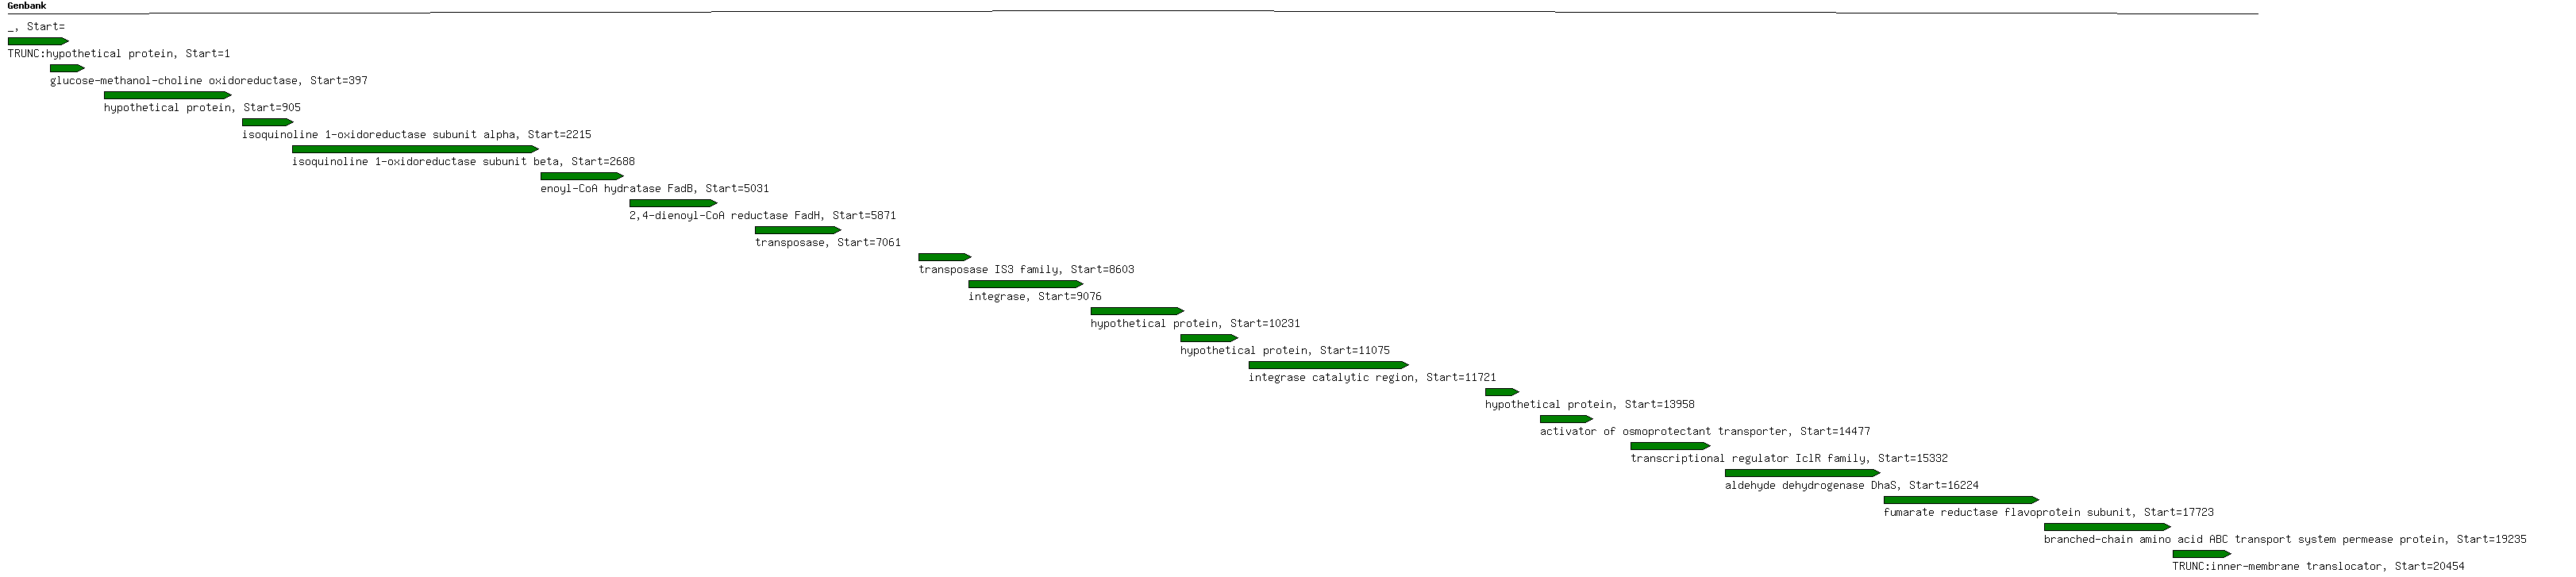 Genbank
_, Start=
TRUNC:hypothetical protein, Start=1
glucose-methanol-choline oxidoreductase, Start=397
hypothetical protein, Start=905
isoquinoline 1-oxidoreductase subunit alpha, Start=2215
isoquinoline 1-oxidoreductase subunit beta, Start=2688
enoyl-CoA hydratase FadB, Start=5031
2,4-dienoyl-CoA reductase FadH, Start=5871
transposase, Start=7061
transposase IS3 family, Start=8603
integrase, Start=9076
hypothetical protein, Start=10231
hypothetical protein, Start=11075
integrase catalytic region, Start=11721
hypothetical protein, Start=13958
activator of osmoprotectant transporter, Start=14477
transcriptional regulator IclR family, Start=15332
aldehyde dehydrogenase DhaS, Start=16224
fumarate reductase flavoprotein subunit, Start=17723
branched-chain amino acid ABC transport system permease protein, Start=19235
TRUNC:inner-membrane translocator, Start=20454